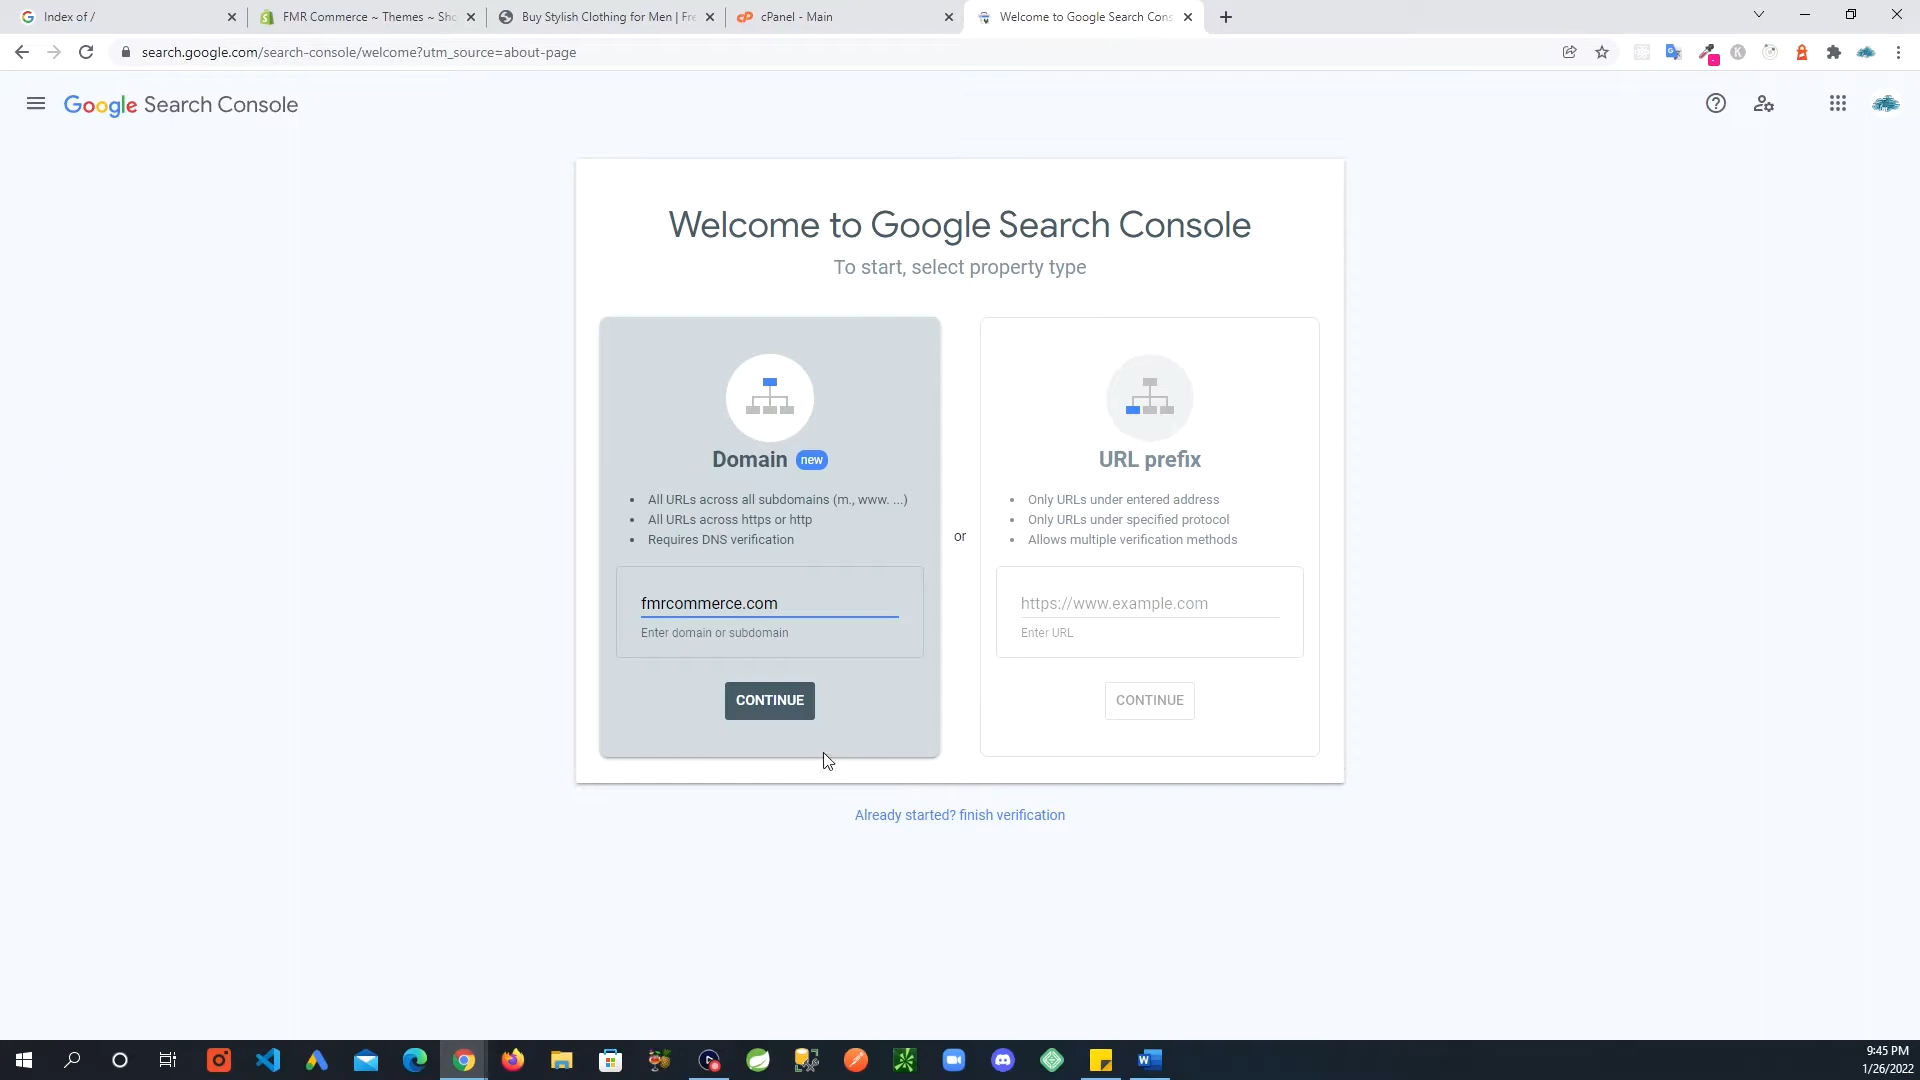 Index of /
FMR Commerce ~ Themes ~ Sho
Buy Stylish Clothing for Men | Fre
cPanel - Main
Welcome to Google Search Cons
search.google.com/search-console/welcome?utm_source=about-page
Google Search Console
Welcome to Google Search Console
To start, select property type
Domain new
• All URLs across all subdomains (m., www. ...)
• All URLs across https or http
• Requires DNS verification
fmrcommerce.com
Enter domain or subdomain
CONTINUE
or
URL prefix
• Only URLs under entered address
• Only URLs under specified protocol
• Allows multiple verification methods
https://www.example.com
Enter URL
CONTINUE
Already started? finish verification
9:45 PM
1/26/2022